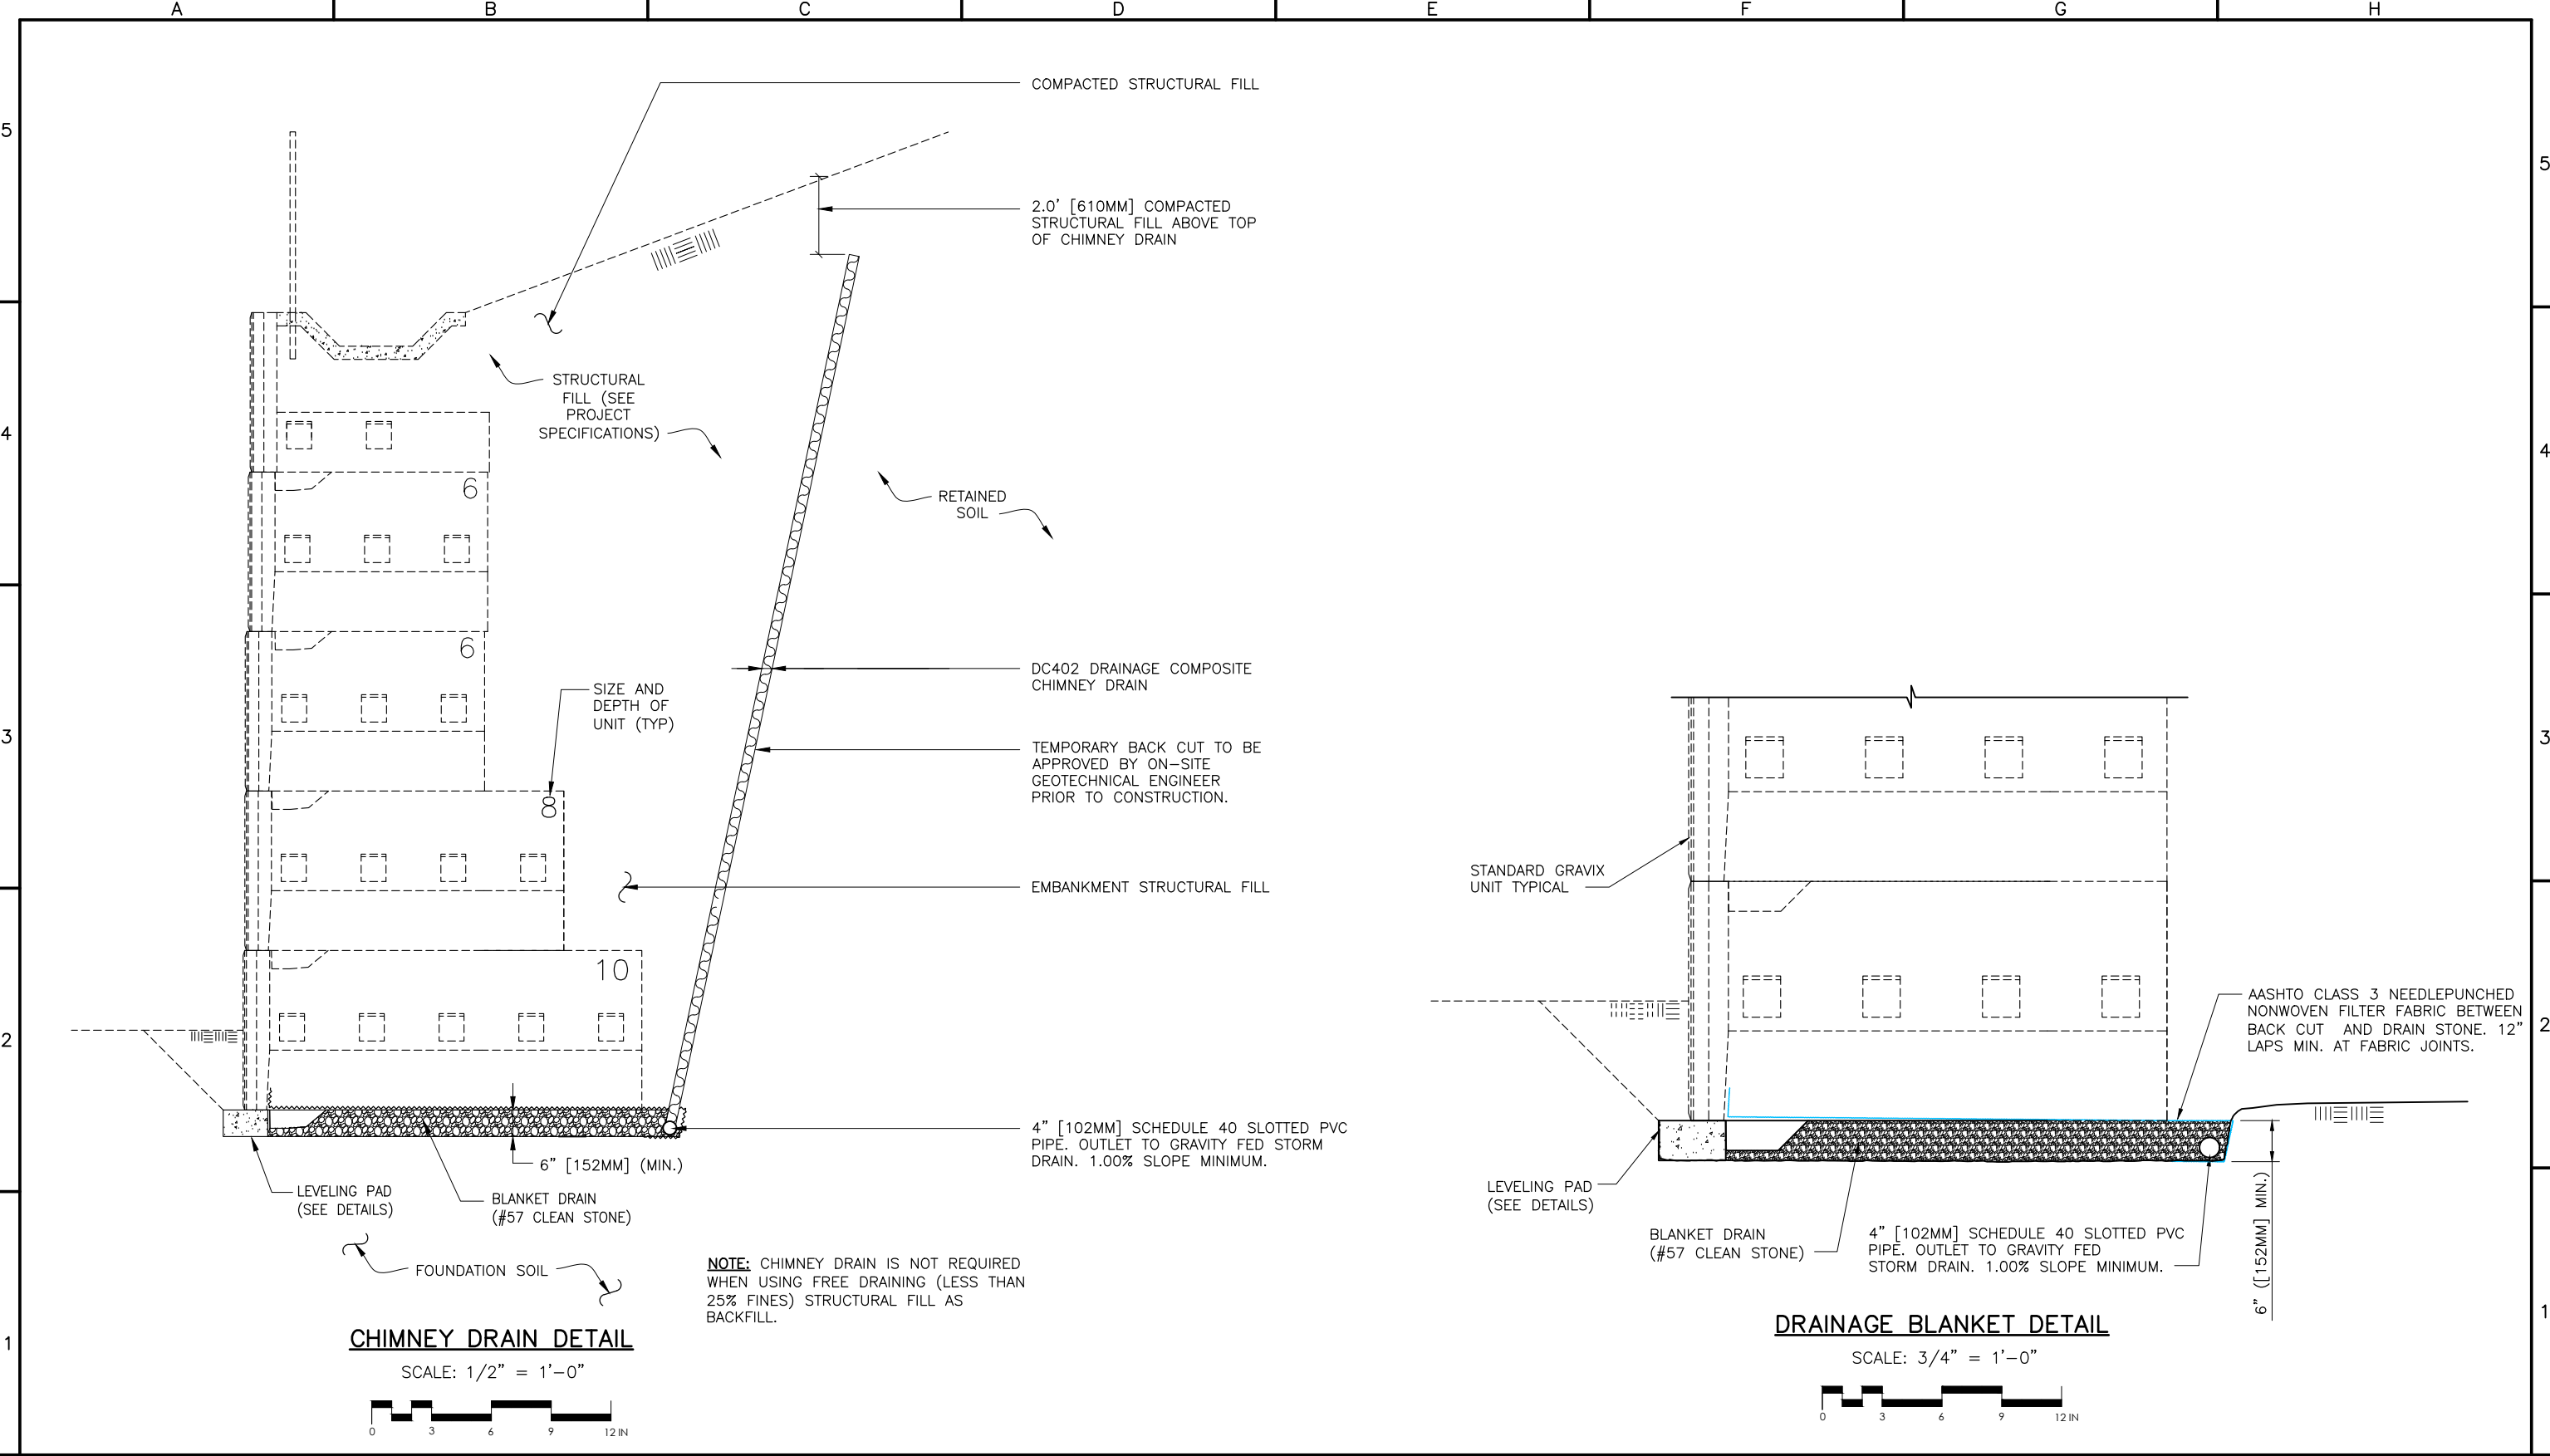 A B C D E F G H
5
4
3
2
1
5
4
3
2
1
COMPACTED STRUCTURAL FILL
2.0' [610MM] COMPACTED
STRUCTURAL FILL ABOVE TOP
OF CHIMNEY DRAIN
STRUCTURAL
FILL (SEE
PROJECT
SPECIFICATIONS)
RETAINED
SOIL
6
6
8
10
SIZE AND
DEPTH OF
UNIT (TYP)
DC402 DRAINAGE COMPOSITE
CHIMNEY DRAIN
TEMPORARY BACK CUT TO BE
APPROVED BY ON-SITE
GEOTECHNICAL ENGINEER
PRIOR TO CONSTRUCTION.
EMBANKMENT STRUCTURAL FILL
4" [102MM] SCHEDULE 40 SLOTTED PVC
PIPE. OUTLET TO GRAVITY FED STORM
DRAIN. 1.00% SLOPE MINIMUM.
6" [152MM] (MIN.)
LEVELING PAD
(SEE DETAILS)
BLANKET DRAIN
(#57 CLEAN STONE)
FOUNDATION SOIL
NOTE: CHIMNEY DRAIN IS NOT REQUIRED
WHEN USING FREE DRAINING (LESS THAN
25% FINES) STRUCTURAL FILL AS
BACKFILL.
CHIMNEY DRAIN DETAIL
SCALE: 1/2" = 1'-0"
0 3 6 9 12 IN
STANDARD GRAVIX
UNIT TYPICAL
AASHTO CLASS 3 NEEDLEPUNCHED
NONWOVEN FILTER FABRIC BETWEEN
BACK CUT AND DRAIN STONE. 12"
LAPS MIN. AT FABRIC JOINTS.
LEVELING PAD
(SEE DETAILS)
BLANKET DRAIN
(#57 CLEAN STONE)
4" [102MM] SCHEDULE 40 SLOTTED PVC
PIPE. OUTLET TO GRAVITY FED
STORM DRAIN. 1.00% SLOPE MINIMUM.
6" ([152MM] MIN.)
DRAINAGE BLANKET DETAIL
SCALE: 3/4" = 1'-0"
0 3 6 9 12 IN